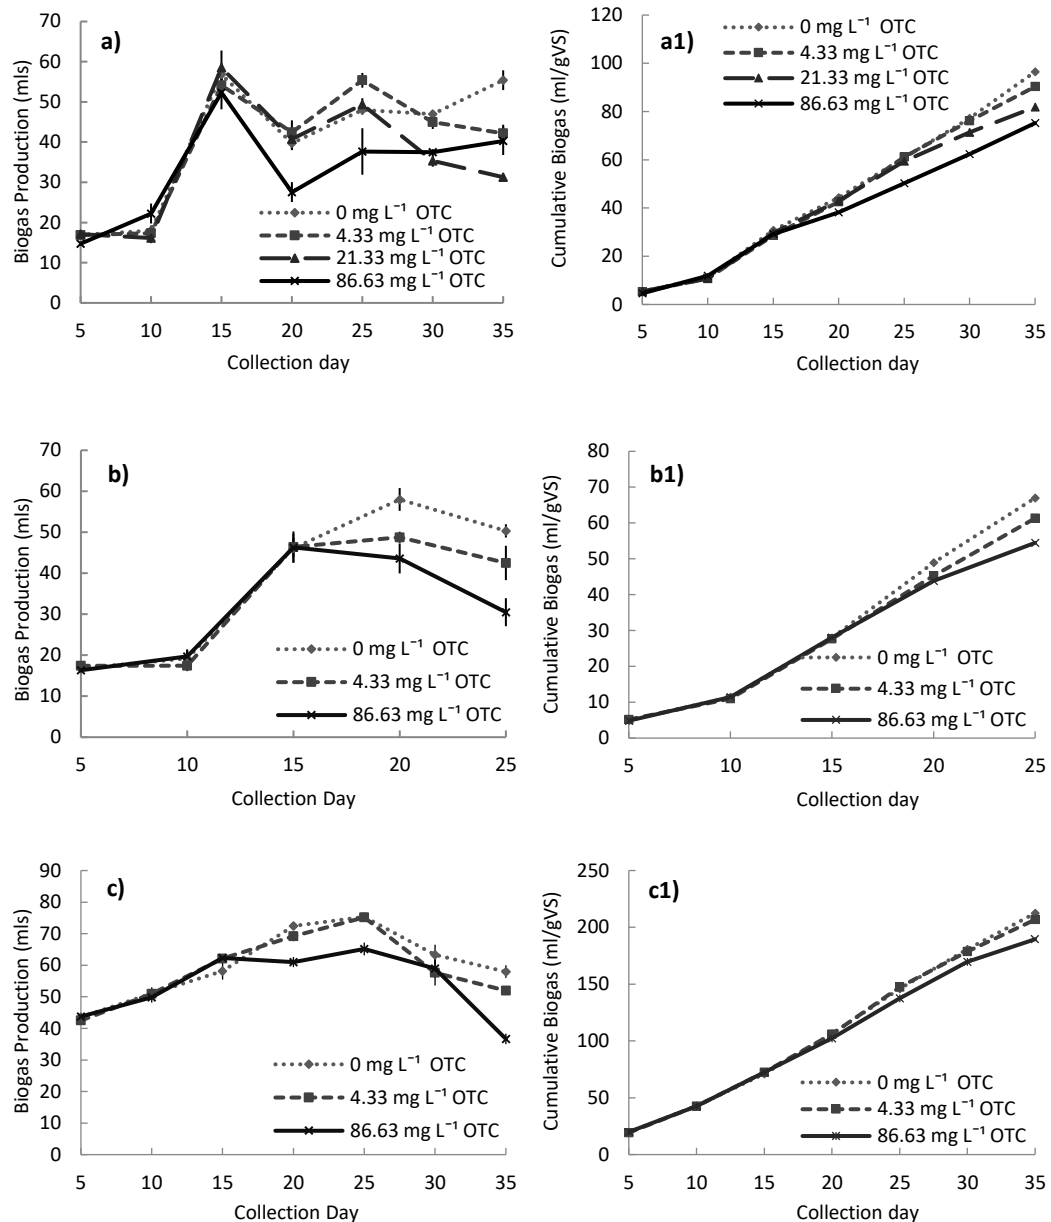 a)
Biogas Production (mls)
70
60
50
40
30
20
10
0
0 mg L⁻¹ OTC
4.33 mg L⁻¹ OTC
21.33 mg L⁻¹ OTC
86.63 mg L⁻¹ OTC
5 10 15 20 25 30 35
Collection day
a1)
Cumulative Biogas (ml/gVS)
120
100
80
60
40
20
0
0 mg L⁻¹ OTC
4.33 mg L⁻¹ OTC
21.33 mg L⁻¹ OTC
86.63 mg L⁻¹ OTC
5 10 15 20 25 30 35
Collection day
b)
Biogas Production (mls)
70
60
50
40
30
20
10
0
0 mg L⁻¹ OTC
4.33 mg L⁻¹ OTC
86.63 mg L⁻¹ OTC
5 10 15 20 25
Collection Day
b1)
Cumulative Biogas (ml/gVS)
80
70
60
50
40
30
20
10
0
0 mg L⁻¹ OTC
4.33 mg L⁻¹ OTC
86.63 mg L⁻¹ OTC
5 10 15 20 25
Collection day
c)
Biogas Production (mls)
90
80
70
60
50
40
30
20
10
0
0 mg L⁻¹ OTC
4.33 mg L⁻¹ OTC
86.63 mg L⁻¹ OTC
5 10 15 20 25 30 35
Collection Day
c1)
Cumulative Biogas (ml/gVS)
250
200
150
100
50
0
0 mg L⁻¹ OTC
4.33 mg L⁻¹ OTC
86.63 mg L⁻¹ OTC
5 10 15 20 25 30 35
Collection day